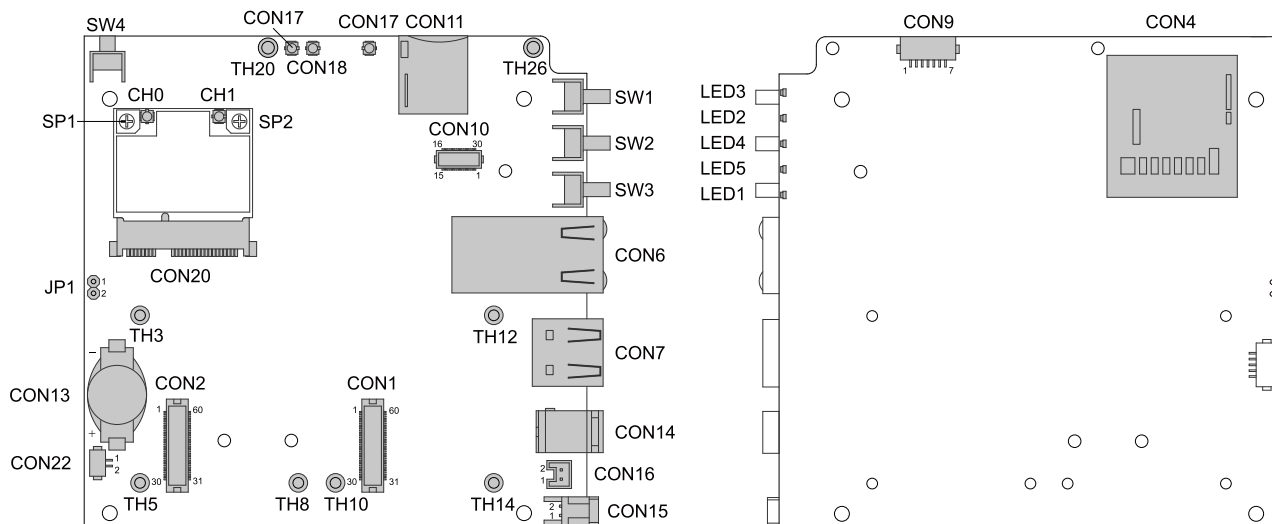 SW4
CON17
CON17
CON11
TH20
CON18
TH26
CH0
CH1
SP1
SP2
CON10
16
30
15
1
SW1
SW2
SW3
CON6
CON20
JP1
1
2
TH3
TH12
CON7
−
CON13
+
CON2
1
60
30
31
CON1
1
60
30
31
CON14
CON22
1
2
CON16
2
1
TH5
TH8
TH10
TH14
CON15
2
1
CON9
1
7
CON4
LED3
LED2
LED4
LED5
LED1